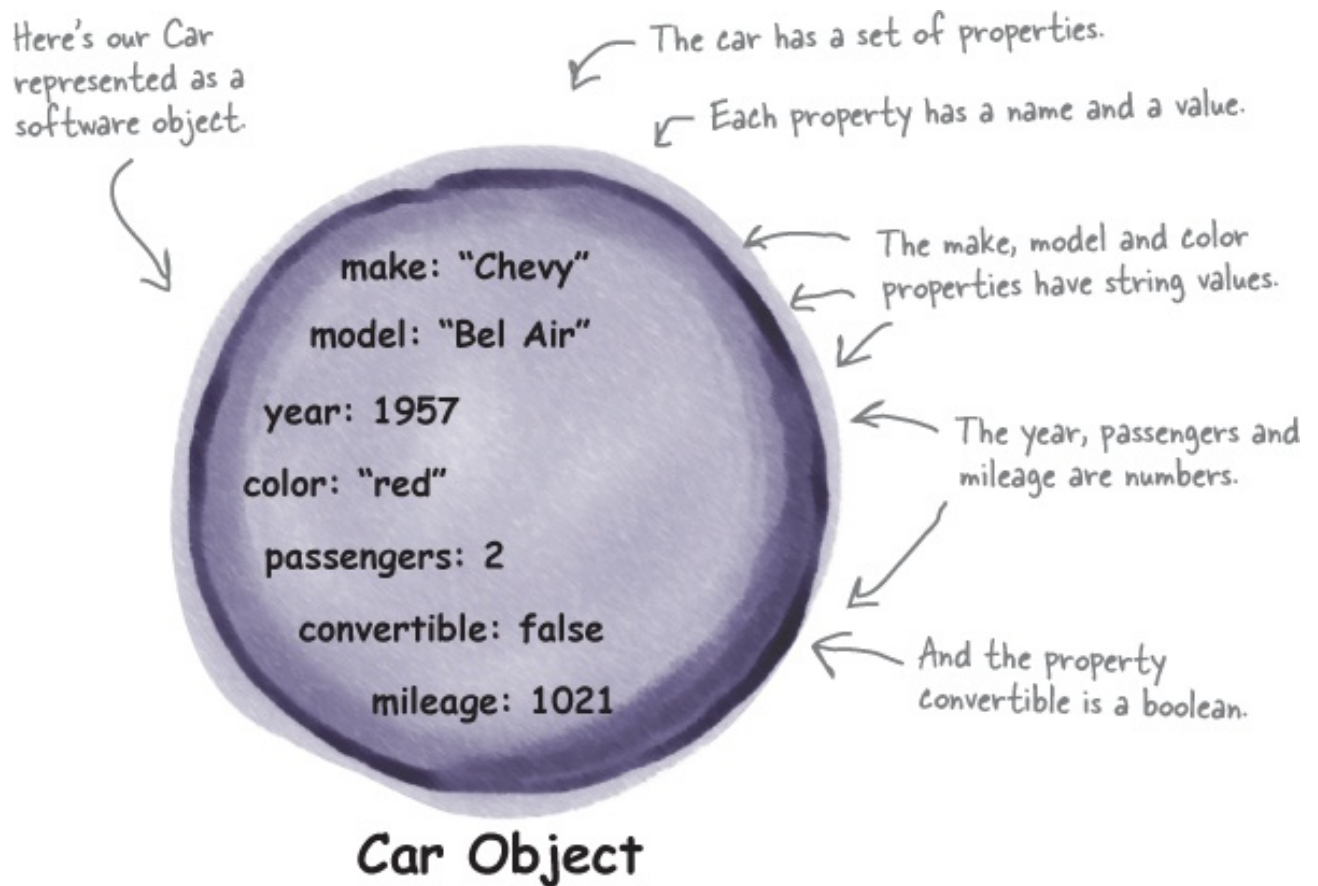 Here's our Car
represented as a
software object.
The car has a set of properties.
Each property has a name and a value.
make: “Chevy”
model: “Bel Air”
year: 1957
color: “red”
passengers: 2
convertible: false
mileage: 1021
The make, model and color
properties have string values.
The year, passengers and
mileage are numbers.
And the property
convertible is a boolean.
Car Object